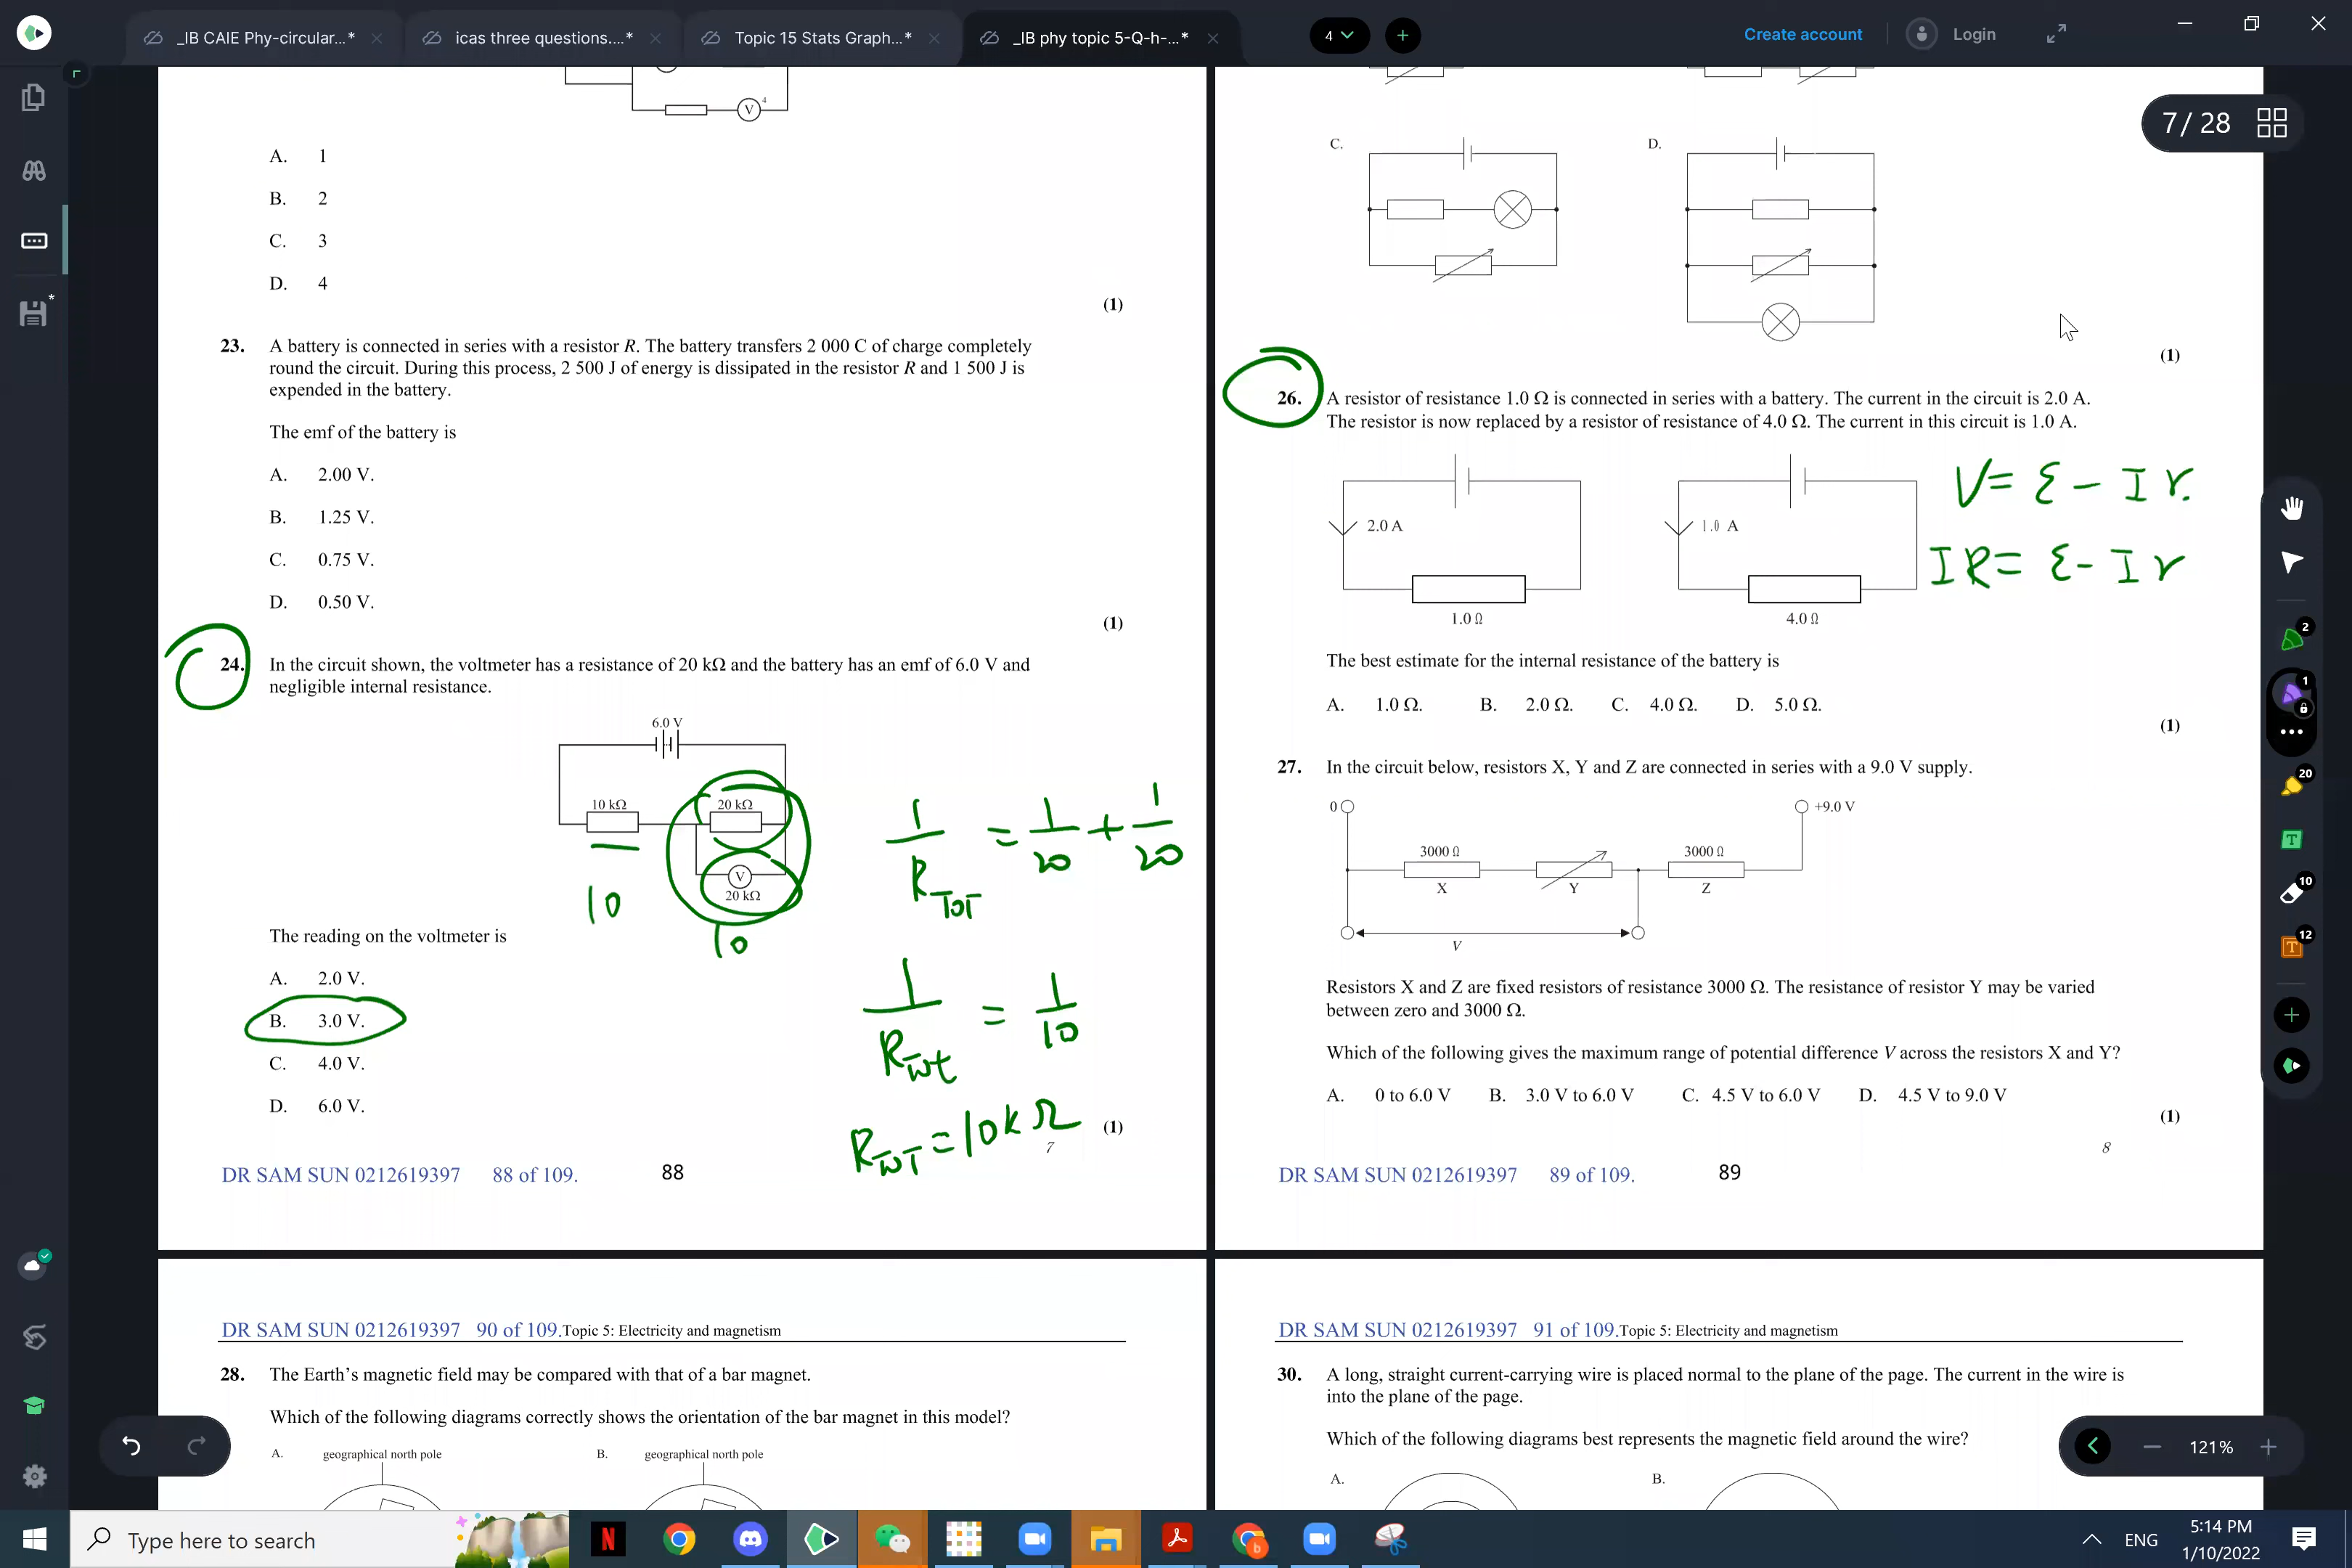 _IB CAIE Phy-circular...*
icas three questions....*
Topic 15 Stats Graph...*
_IB phy topic 5-Q-h-...*
4
Create account
Login
7/ 28
V 4
A. 1
B. 2
C. 3
D. 4
(1)
23. A battery is connected in series with a resistor R. The battery transfers 2 000 C of charge completely
round the circuit. During this process, 2 500 J of energy is dissipated in the resistor R and 1 500 J is
expended in the battery.
The emf of the battery is
A. 2.00 V.
B. 1.25 V.
C. 0.75 V.
D. 0.50 V.
(1)
24. In the circuit shown, the voltmeter has a resistance of 20 kΩ and the battery has an emf of 6.0 V and
negligible internal resistance.
6.0 V
10 kΩ
20 kΩ
V
20 kΩ
10
10
1/R_TOT = 1/20 + 1/20
1/R_tot = 1/10
R_TOT = 10k Ω
The reading on the voltmeter is
A. 2.0 V.
B. 3.0 V.
C. 4.0 V.
D. 6.0 V.
(1)
7
DR SAM SUN 0212619397 88 of 109. 88
C.
D.
(1)
26. A resistor of resistance 1.0 Ω is connected in series with a battery. The current in the circuit is 2.0 A.
The resistor is now replaced by a resistor of resistance of 4.0 Ω. The current in this circuit is 1.0 A.
2.0 A
1.0 A
V = ε - I r.
I R = ε - I r
1.0 Ω
4.0 Ω
The best estimate for the internal resistance of the battery is
A. 1.0 Ω. B. 2.0 Ω. C. 4.0 Ω. D. 5.0 Ω.
(1)
27. In the circuit below, resistors X, Y and Z are connected in series with a 9.0 V supply.
0
+9.0 V
3000 Ω
3000 Ω
X Y Z
V
Resistors X and Z are fixed resistors of resistance 3000 Ω. The resistance of resistor Y may be varied
between zero and 3000 Ω.
Which of the following gives the maximum range of potential difference V across the resistors X and Y?
A. 0 to 6.0 V B. 3.0 V to 6.0 V C. 4.5 V to 6.0 V D. 4.5 V to 9.0 V
(1)
8
DR SAM SUN 0212619397 89 of 109. 89
2
1
20
T
10
T 12
DR SAM SUN 0212619397 90 of 109. Topic 5: Electricity and magnetism
28. The Earth's magnetic field may be compared with that of a bar magnet.
Which of the following diagrams correctly shows the orientation of the bar magnet in this model?
A. geographical north pole
B. geographical north pole
DR SAM SUN 0212619397 91 of 109. Topic 5: Electricity and magnetism
30. A long, straight current-carrying wire is placed normal to the plane of the page. The current in the wire is
into the plane of the page.
Which of the following diagrams best represents the magnetic field around the wire?
A.
B.
121%
Type here to search
N
b
ENG
5:14 PM
1/10/2022